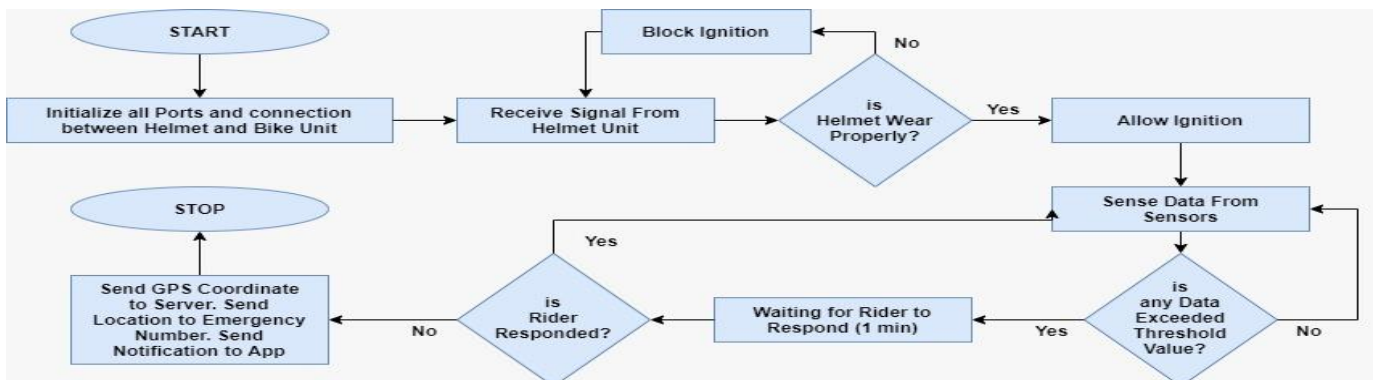 START
Initialize all Ports and connection
between Helmet and Bike Unit
Receive Signal From
Helmet Unit
Block Ignition
No
is
Helmet Wear
Properly?
Yes
Allow Ignition
Sense Data From
Sensors
is
any Data
Exceeded
Threshold
Value?
No
Yes
Waiting for Rider to
Respond (1 min)
is
Rider
Responded?
Yes
No
Send GPS Coordinate
to Server. Send
Location to Emergency
Number. Send
Notification to App
STOP